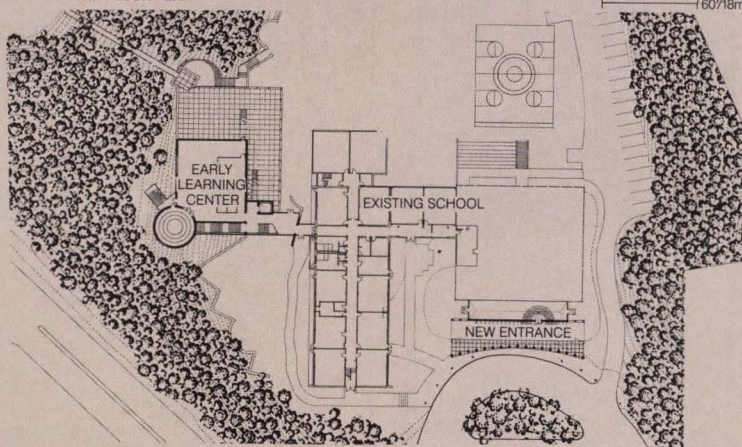 60'/18m
EARLY
LEARNING
CENTER
EXISTING SCHOOL
NEW ENTRANCE